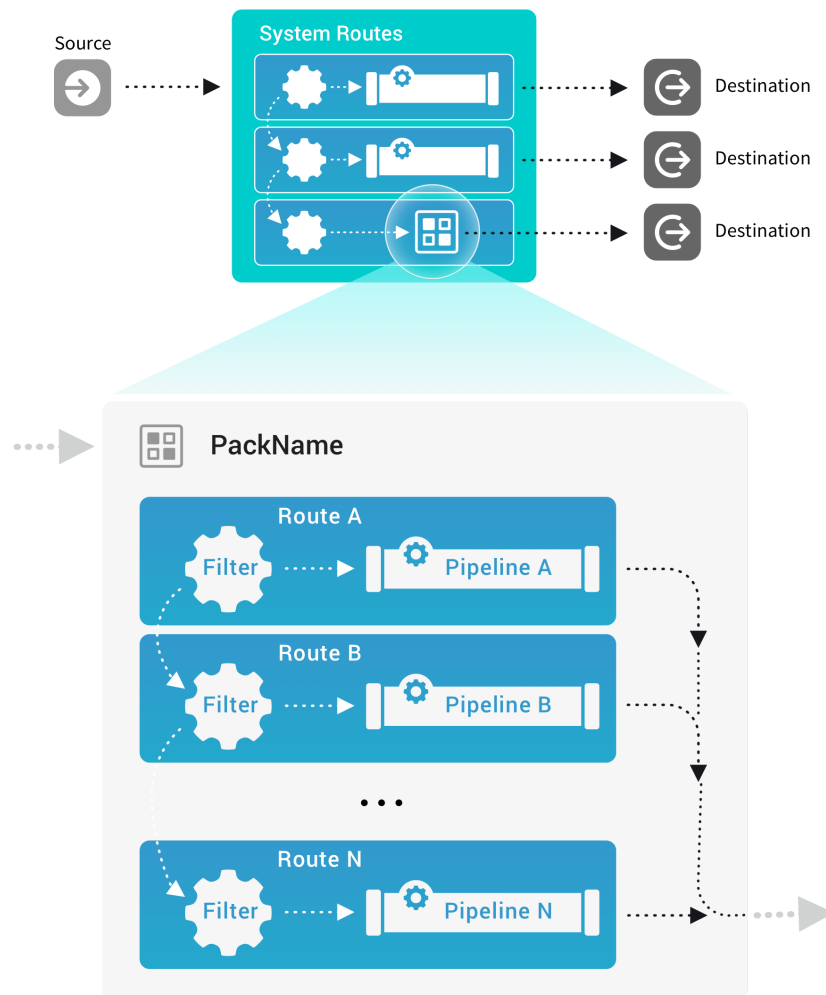 Source
System Routes
Destination
Destination
Destination
PackName
Route A
Filter
Pipeline A
Route B
Filter
Pipeline B
...
Route N
Filter
Pipeline N